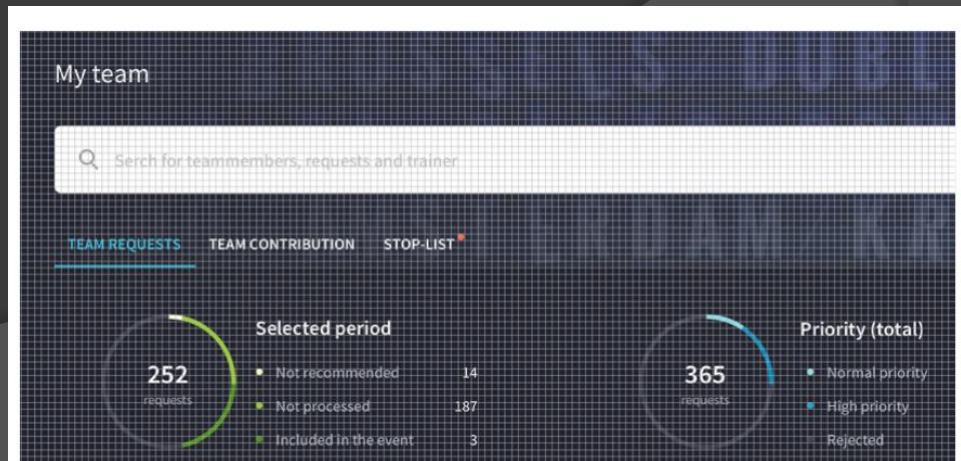 My team
Serch for teammembers, requests and trainer
TEAM REQUESTS TEAM CONTRIBUTION STOP-LIST
Selected period
252
requests
Not recommended 14
Not processed 187
Included in the event 3
Priority (total)
365
requests
Normal priority
High priority
Rejected